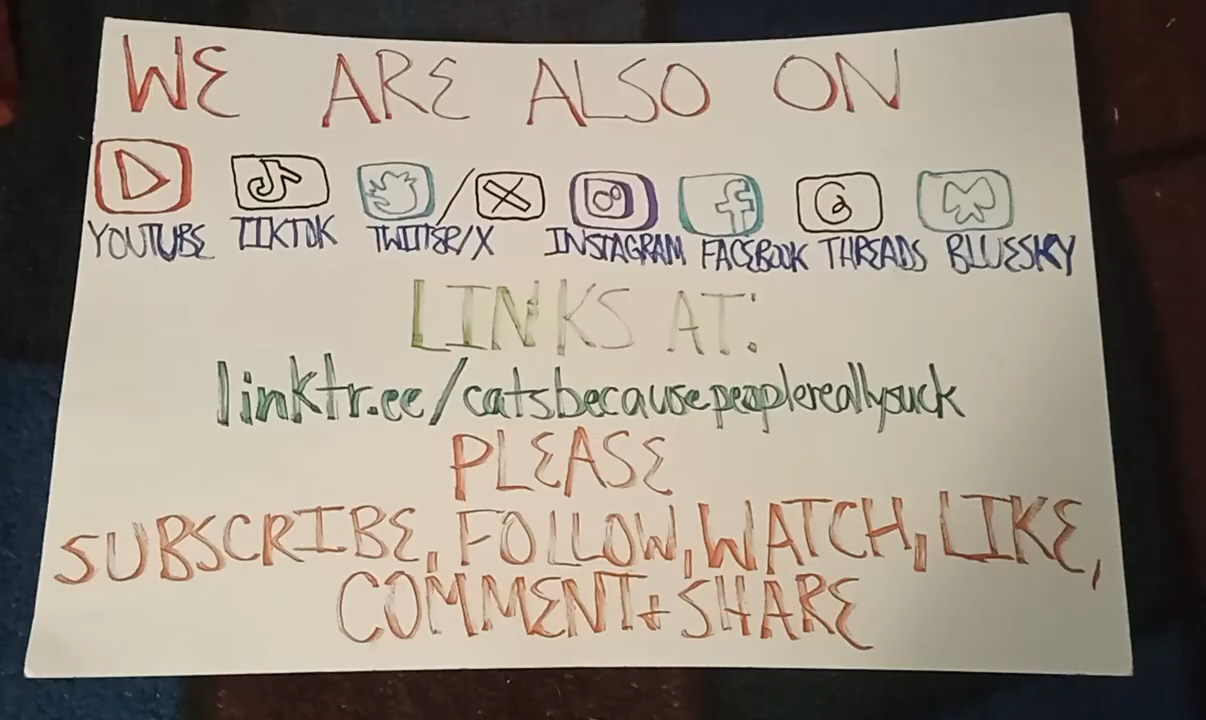 WE ARE ALSO ON
YOUTUBE TIKTOK TWITTER/X INSTAGRAM FACEBOOK THREADS BLUESKY
LINKS AT:
linktr.ee/catsbecausepeoplereallysuck
PLEASE
SUBSCRIBE, FOLLOW, WATCH, LIKE,
COMMENT + SHARE